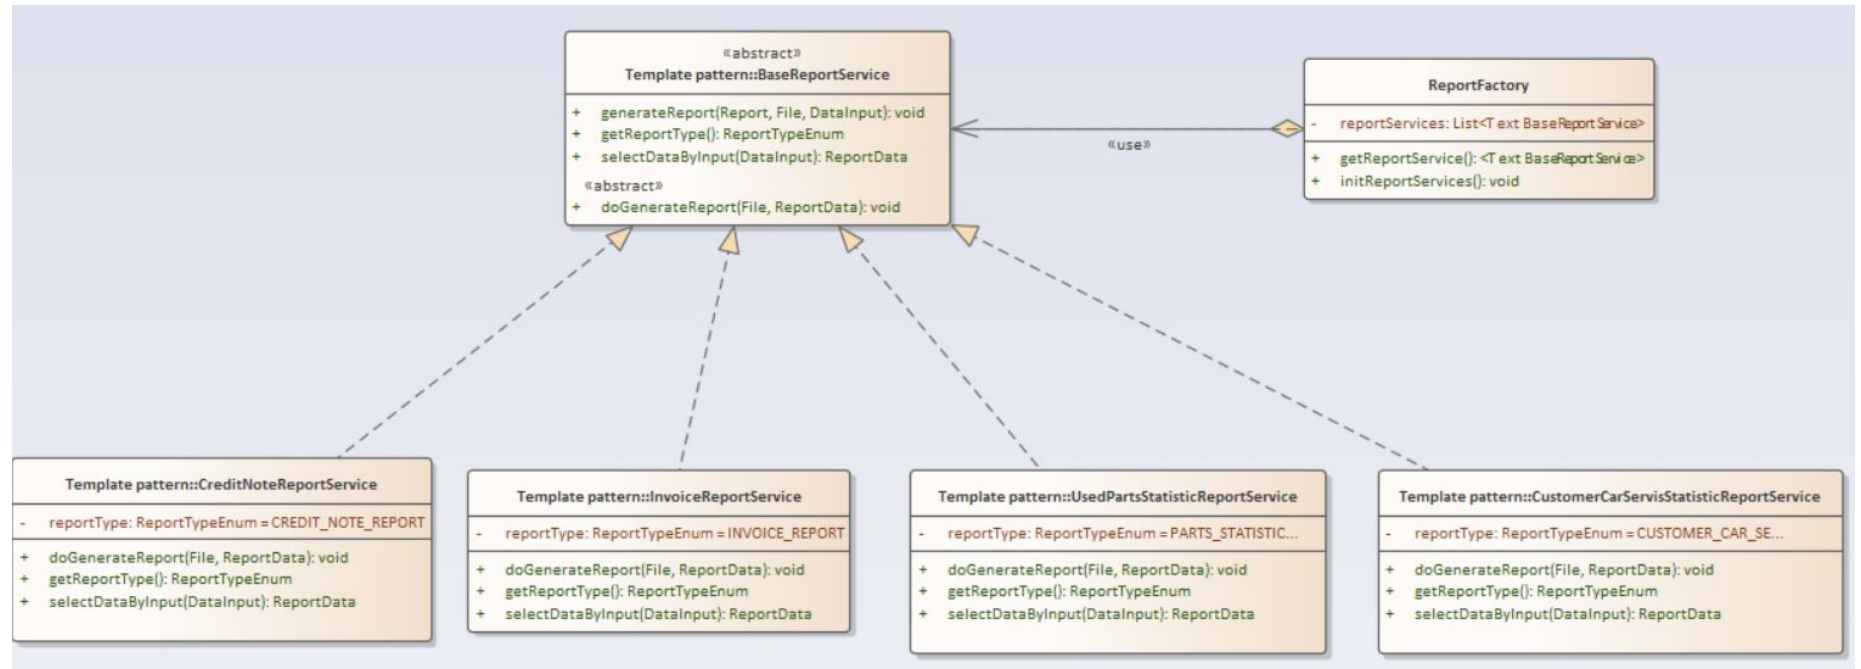 «abstract»
Template pattern::BaseReportService
+ generateReport(Report, File, DataInput): void
+ getReportType(): ReportTypeEnum
+ selectDataByInput(DataInput): ReportData
«abstract»
+ doGenerateReport(File, ReportData): void
«use»
ReportFactory
- reportServices: List<T ext BaseReportService>
+ getReportService(): <T ext BaseReportService>
+ initReportServices(): void
Template pattern::CreditNoteReportService
- reportType: ReportTypeEnum = CREDIT_NOTE_REPORT
+ doGenerateReport(File, ReportData): void
+ getReportType(): ReportTypeEnum
+ selectDataByInput(DataInput): ReportData
Template pattern::InvoiceReportService
- reportType: ReportTypeEnum = INVOICE_REPORT
+ doGenerateReport(File, ReportData): void
+ getReportType(): ReportTypeEnum
+ selectDataByInput(DataInput): ReportData
Template pattern::UsedPartsStatisticReportService
- reportType: ReportTypeEnum = PARTS_STATISTIC...
+ doGenerateReport(File, ReportData): void
+ getReportType(): ReportTypeEnum
+ selectDataByInput(DataInput): ReportData
Template pattern::CustomerCarServisStatisticReportService
- reportType: ReportTypeEnum = CUSTOMER_CAR_SE...
+ doGenerateReport(File, ReportData): void
+ getReportType(): ReportTypeEnum
+ selectDataByInput(DataInput): ReportData